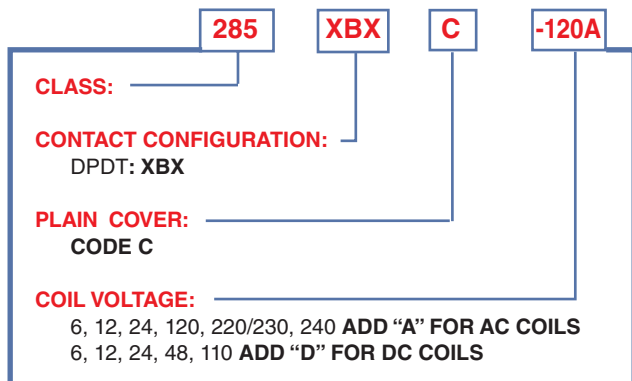 285 XBX C -120A
CLASS:
CONTACT CONFIGURATION:
DPDT: XBX
PLAIN COVER:
CODE C
COIL VOLTAGE:
6, 12, 24, 120, 220/230, 240 ADD “A” FOR AC COILS
6, 12, 24, 48, 110 ADD “D” FOR DC COILS